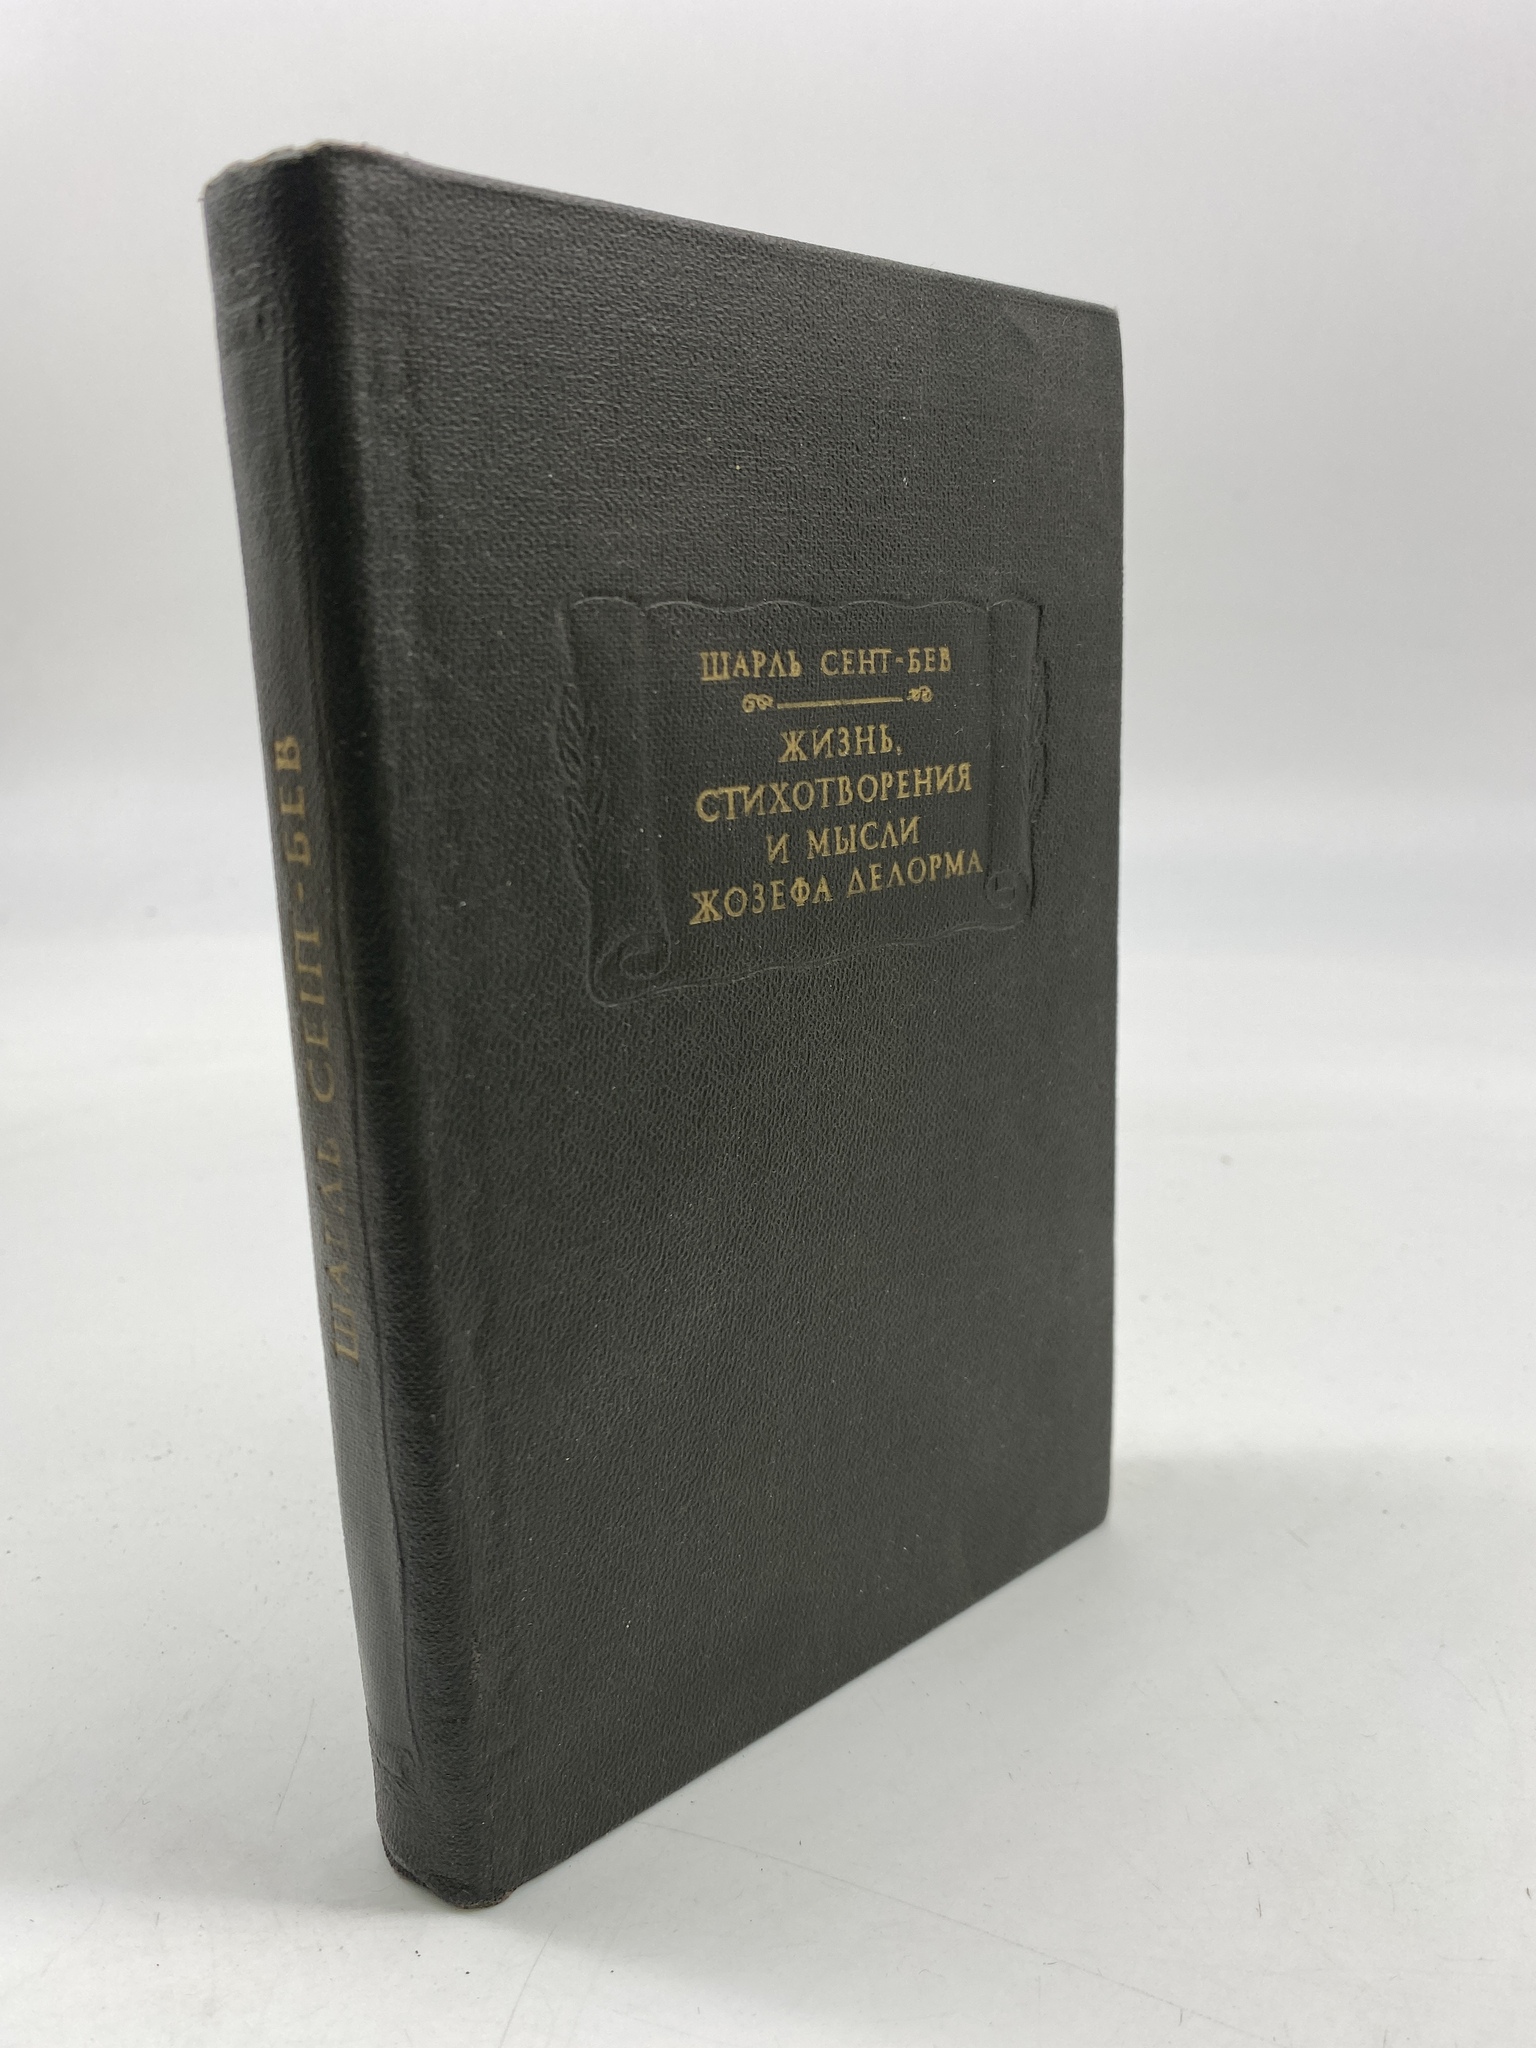 ШАРЛЬ СЕНТ-БЕВ
ЖИЗНЬ,
СТИХОТВОРЕНИЯ
И МЫСЛИ
ЖОЗЕФА ДЕЛОРМА
ШАРЛЬ СЕНТ-БЕВ